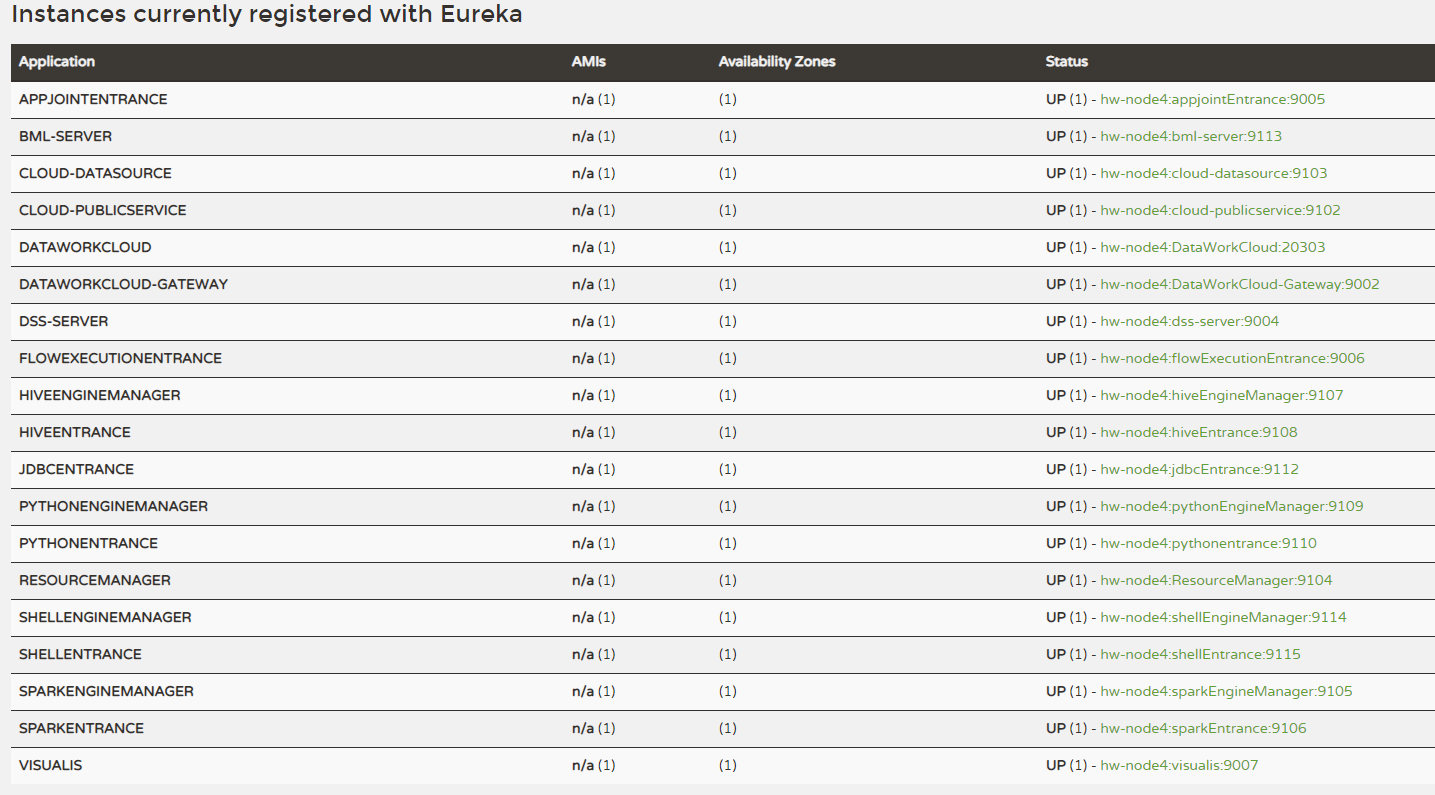 Instances currently registered with Eureka
Application AMIs Availability Zones Status
APPJOINTENTRANCE n/a (1) (1) UP (1) - hw-node4:appjointEntrance:9005
BML-SERVER n/a (1) (1) UP (1) - hw-node4:bml-server:9113
CLOUD-DATASOURCE n/a (1) (1) UP (1) - hw-node4:cloud-datasource:9103
CLOUD-PUBLICSERVICE n/a (1) (1) UP (1) - hw-node4:cloud-publicservice:9102
DATAWORKCLOUD n/a (1) (1) UP (1) - hw-node4:DataWorkCloud:20303
DATAWORKCLOUD-GATEWAY n/a (1) (1) UP (1) - hw-node4:DataWorkCloud-Gateway:9002
DSS-SERVER n/a (1) (1) UP (1) - hw-node4:dss-server:9004
FLOWEXECUTIONENTRANCE n/a (1) (1) UP (1) - hw-node4:flowExecutionEntrance:9006
HIVEENGINEMANAGER n/a (1) (1) UP (1) - hw-node4:hiveEngineManager:9107
HIVEENTRANCE n/a (1) (1) UP (1) - hw-node4:hiveEntrance:9108
JDBCENTRANCE n/a (1) (1) UP (1) - hw-node4:jdbcEntrance:9112
PYTHONENGINEMANAGER n/a (1) (1) UP (1) - hw-node4:pythonEngineManager:9109
PYTHONENTRANCE n/a (1) (1) UP (1) - hw-node4:pythonentrance:9110
RESOURCEMANAGER n/a (1) (1) UP (1) - hw-node4:ResourceManager:9104
SHELLENGINEMANAGER n/a (1) (1) UP (1) - hw-node4:shellEngineManager:9114
SHELLENTRANCE n/a (1) (1) UP (1) - hw-node4:shellEntrance:9115
SPARKENGINEMANAGER n/a (1) (1) UP (1) - hw-node4:sparkEngineManager:9105
SPARKENTRANCE n/a (1) (1) UP (1) - hw-node4:sparkEntrance:9106
VISUALIS n/a (1) (1) UP (1) - hw-node4:visualis:9007